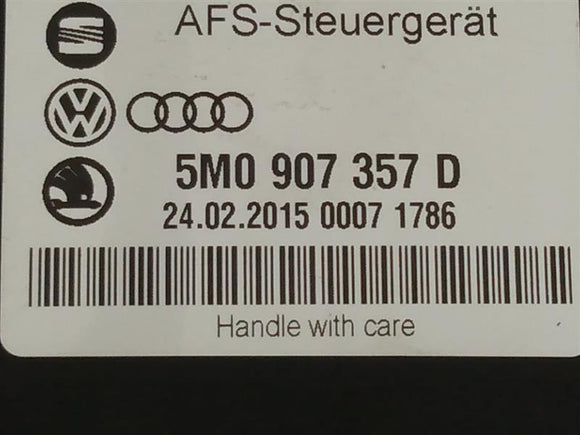 AFS-Steuergerät
5M0 907 357 D
24.02.2015 0007 1786
Handle with care